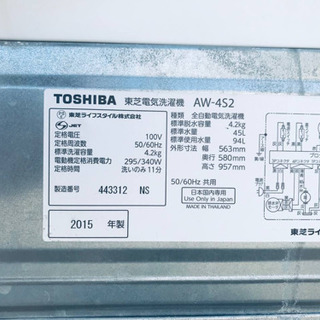 TOSHIBA 東芝電気洗濯機 AW-4S2
東芝ライフスタイル株式会社
JET
定格電圧 100V
定格周波数 50/60Hz
標準洗濯容量 4.2kg
電動機定格消費電力 295/340W
標準時間 洗いのみ11分
製造番号 443312 NS
2015 年製
種類 全自動電気洗濯機
標準脱水容量 4.2kg
標準水量 45L
標準使用水量 94L
外形寸法 幅 563mm
奥行 580mm
高さ 957mm
50/60Hz 共用
日本国内専用
Use Only in Japan
MADE IN THAILAND
東芝ライフ